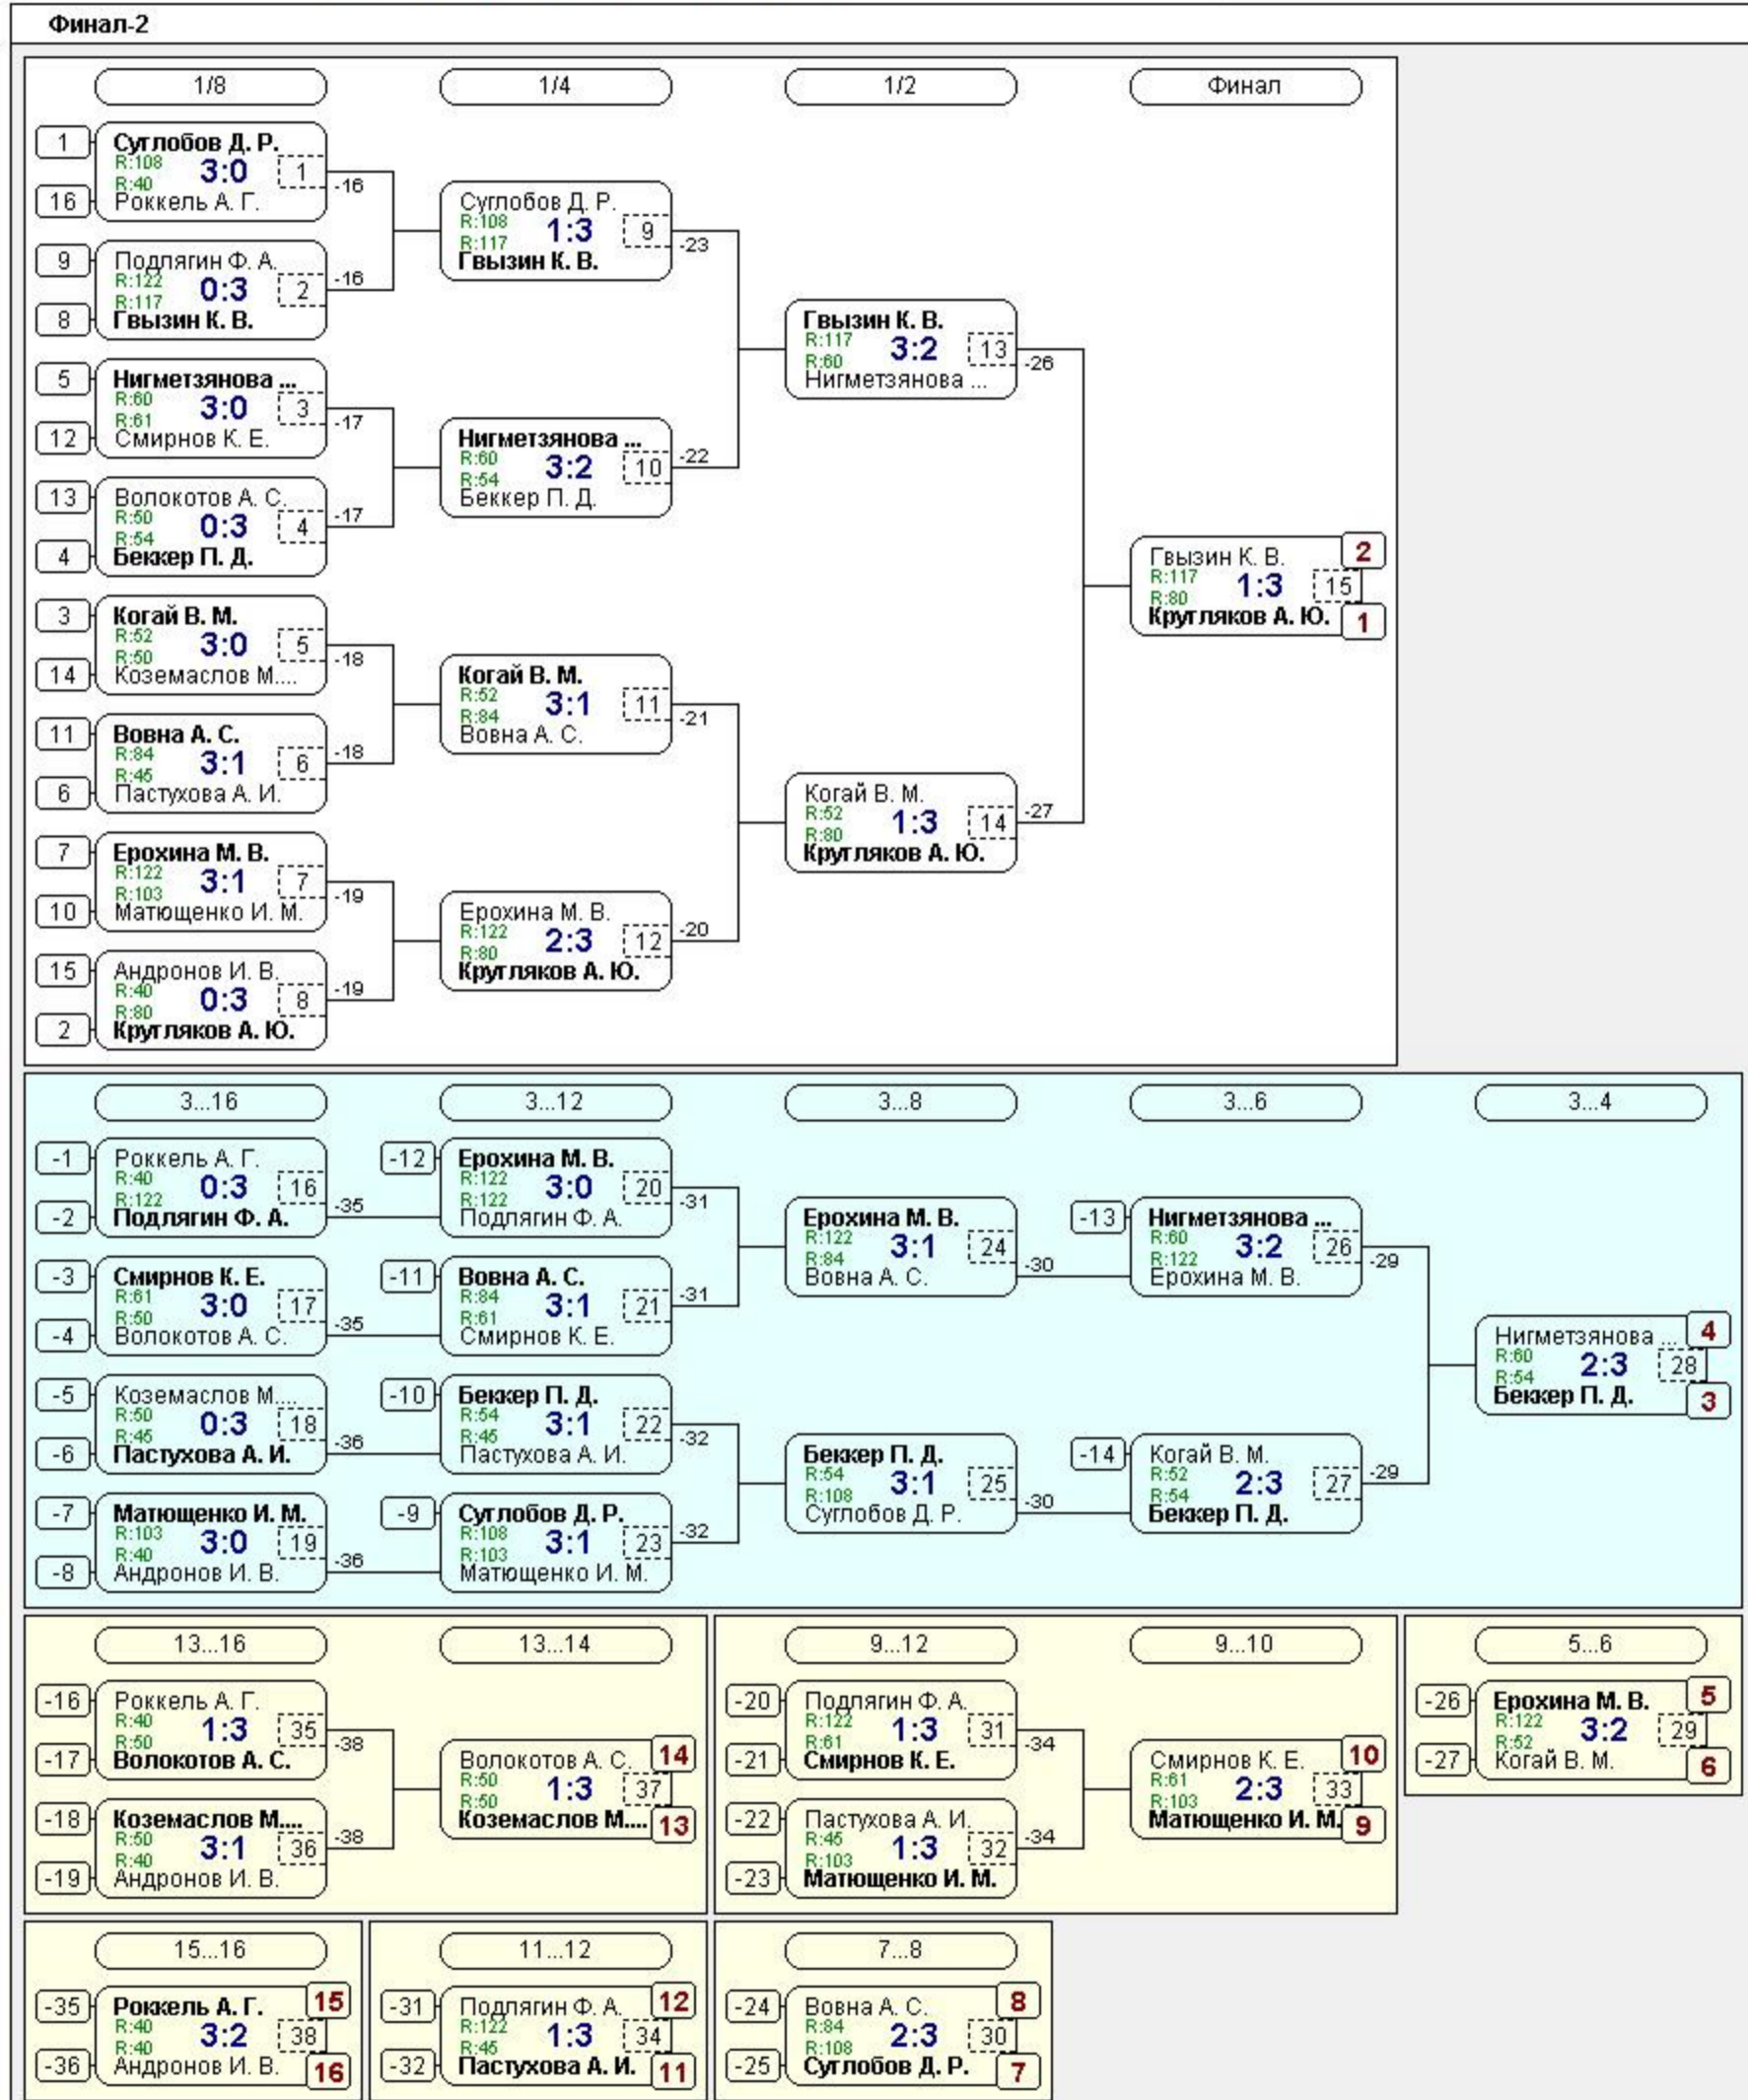 Финал-2
1/8 1/4 1/2 Финал
1 Суглобов Д. Р.
R:108 3:0 1
R:40 -16
16 Роккель А. Г.
9 Подлягин Ф. А.
R:122 0:3 2 -16
R:117
8 Гвызин К. В.
5 Нигметзянова ...
R:60 3:0 3
R:61 -17
12 Смирнов К. Е.
13 Волокотов А. С.
R:50 0:3 4 -17
R:54
4 Беккер П. Д.
3 Когай В. М.
R:52 3:0 5
R:50 -18
14 Коземаслов М....
11 Вовна А. С.
R:84 3:1 6 -18
R:45
6 Пастухова А. И.
7 Ерохина М. В.
R:122 3:1 7
R:103 -19
10 Матющенко И. М.
15 Андронов И. В.
R:40 0:3 8 -19
R:80
2 Кругляков А. Ю.
Суглобов Д. Р.
R:108 1:3 9
R:117 -23
Гвызин К. В.
Нигметзянова ...
R:60 3:2 10 -22
R:54
Беккер П. Д.
Когай В. М.
R:52 3:1 11
R:84 -21
Вовна А. С.
Ерохина М. В.
R:122 2:3 12 -20
R:80
Кругляков А. Ю.
Гвызин К. В.
R:117 3:2 13
R:60 -26
Нигметзянова ...
Когай В. М.
R:52 1:3 14 -27
R:80
Кругляков А. Ю.
Гвызин К. В. 2
R:117 1:3 15
R:80
Кругляков А. Ю. 1
3...16 3...12 3...8 3...6 3...4
-1 Роккель А. Г.
R:40 0:3 16
R:122 -35
-2 Подлягин Ф. А.
-3 Смирнов К. Е.
R:61 3:0 17
R:50 -35
-4 Волокотов А. С.
-5 Коземаслов М....
R:50 0:3 18
R:45 -36
-6 Пастухова А. И.
-7 Матющенко И. М.
R:103 3:0 19
R:40 -36
-8 Андронов И. В.
-12 Ерохина М. В.
R:122 3:0 20
R:122 -31
Подлягин Ф. А.
-11 Вовна А. С.
R:84 3:1 21 -31
R:61
Смирнов К. Е.
-10 Беккер П. Д.
R:54 3:1 22
R:45 -32
Пастухова А. И.
-9 Суглобов Д. Р.
R:108 3:1 23 -32
R:103
Матющенко И. М.
Ерохина М. В.
R:122 3:1 24
R:84 -30
Вовна А. С.
Беккер П. Д.
R:54 3:1 25
R:108 -30
Суглобов Д. Р.
-13 Нигметзянова ...
R:60 3:2 26
R:122 -29
Ерохина М. В.
-14 Когай В. М.
R:52 2:3 27 -29
R:54
Беккер П. Д.
Нигметзянова ... 4
R:60 2:3 28
R:54
Беккер П. Д. 3
13...16 13...14
-16 Роккель А. Г.
R:40 1:3 35
R:50 -38
-17 Волокотов А. С.
-18 Коземаслов М....
R:50 3:1 36 -38
R:40
-19 Андронов И. В.
Волокотов А. С. 14
R:50 1:3 37
R:50
Коземаслов М.... 13
9...12 9...10
-20 Подлягин Ф. А.
R:122 1:3 31
R:61 -34
-21 Смирнов К. Е.
-22 Пастухова А. И.
R:45 1:3 32 -34
R:103
-23 Матющенко И. М.
Смирнов К. Е. 10
R:61 2:3 33
R:103
Матющенко И. М. 9
5...6
-26 Ерохина М. В. 5
R:122 3:2 29
R:52
-27 Когай В. М. 6
15...16
-35 Роккель А. Г. 15
R:40 3:2 38
R:40
-36 Андронов И. В. 16
11...12
-31 Подлягин Ф. А. 12
R:122 1:3 34
R:45
-32 Пастухова А. И. 11
7...8
-24 Вовна А. С. 8
R:84 2:3 30
R:108
-25 Суглобов Д. Р. 7